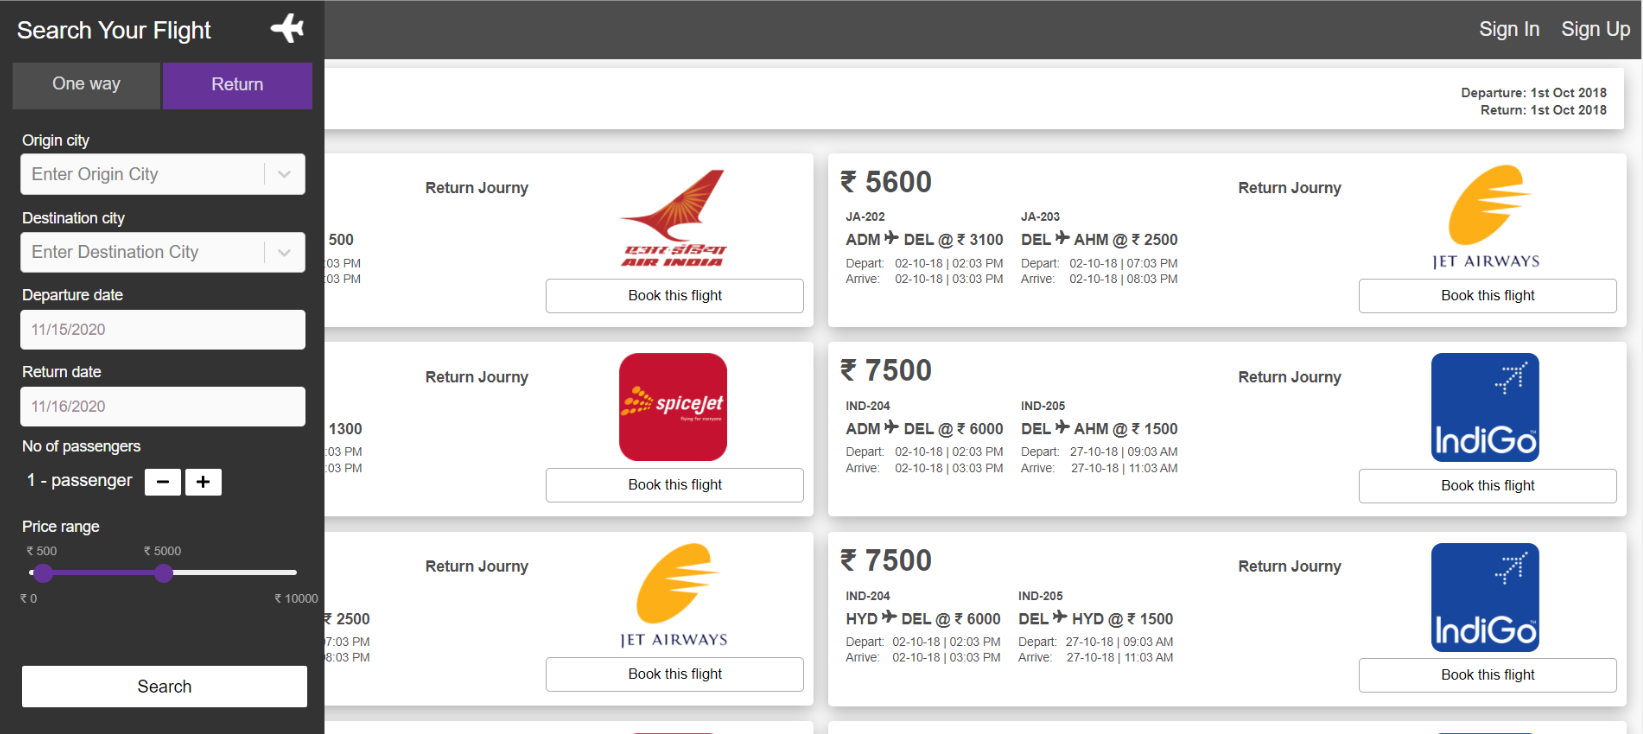 Search Your Flight
Sign In
Sign Up
One way
Return
Origin city
Enter Origin City
Destination city
Enter Destination City
Departure date
11/15/2020
Return date
11/16/2020
No of passengers
1 - passenger
−
+
Price range
₹ 500
₹ 5000
₹ 0
₹ 10000
Search
Departure: 1st Oct 2018
Return: 1st Oct 2018
Return Journy
500
:03 PM
:03 PM
एअर-इंडिया
AIR INDIA
Book this flight
₹ 5600
Return Journy
JA-202
JA-203
ADM DEL @ ₹ 3100
DEL AHM @ ₹ 2500
Depart: 02-10-18 | 02:03 PM
Depart: 02-10-18 | 07:03 PM
Arrive: 02-10-18 | 03:03 PM
Arrive: 02-10-18 | 08:03 PM
JET AIRWAYS
Book this flight
Return Journy
1300
:03 PM
:03 PM
spicejet
flying for everyone
Book this flight
₹ 7500
Return Journy
IND-204
IND-205
ADM DEL @ ₹ 6000
DEL AHM @ ₹ 1500
Depart: 02-10-18 | 02:03 PM
Depart: 27-10-18 | 09:03 AM
Arrive: 02-10-18 | 03:03 PM
Arrive: 27-10-18 | 11:03 AM
IndiGo
Book this flight
Return Journy
₹ 2500
07:03 PM
08:03 PM
JET AIRWAYS
Book this flight
₹ 7500
Return Journy
IND-204
IND-205
HYD DEL @ ₹ 6000
DEL HYD @ ₹ 1500
Depart: 02-10-18 | 02:03 PM
Depart: 27-10-18 | 09:03 AM
Arrive: 02-10-18 | 03:03 PM
Arrive: 27-10-18 | 11:03 AM
IndiGo
Book this flight